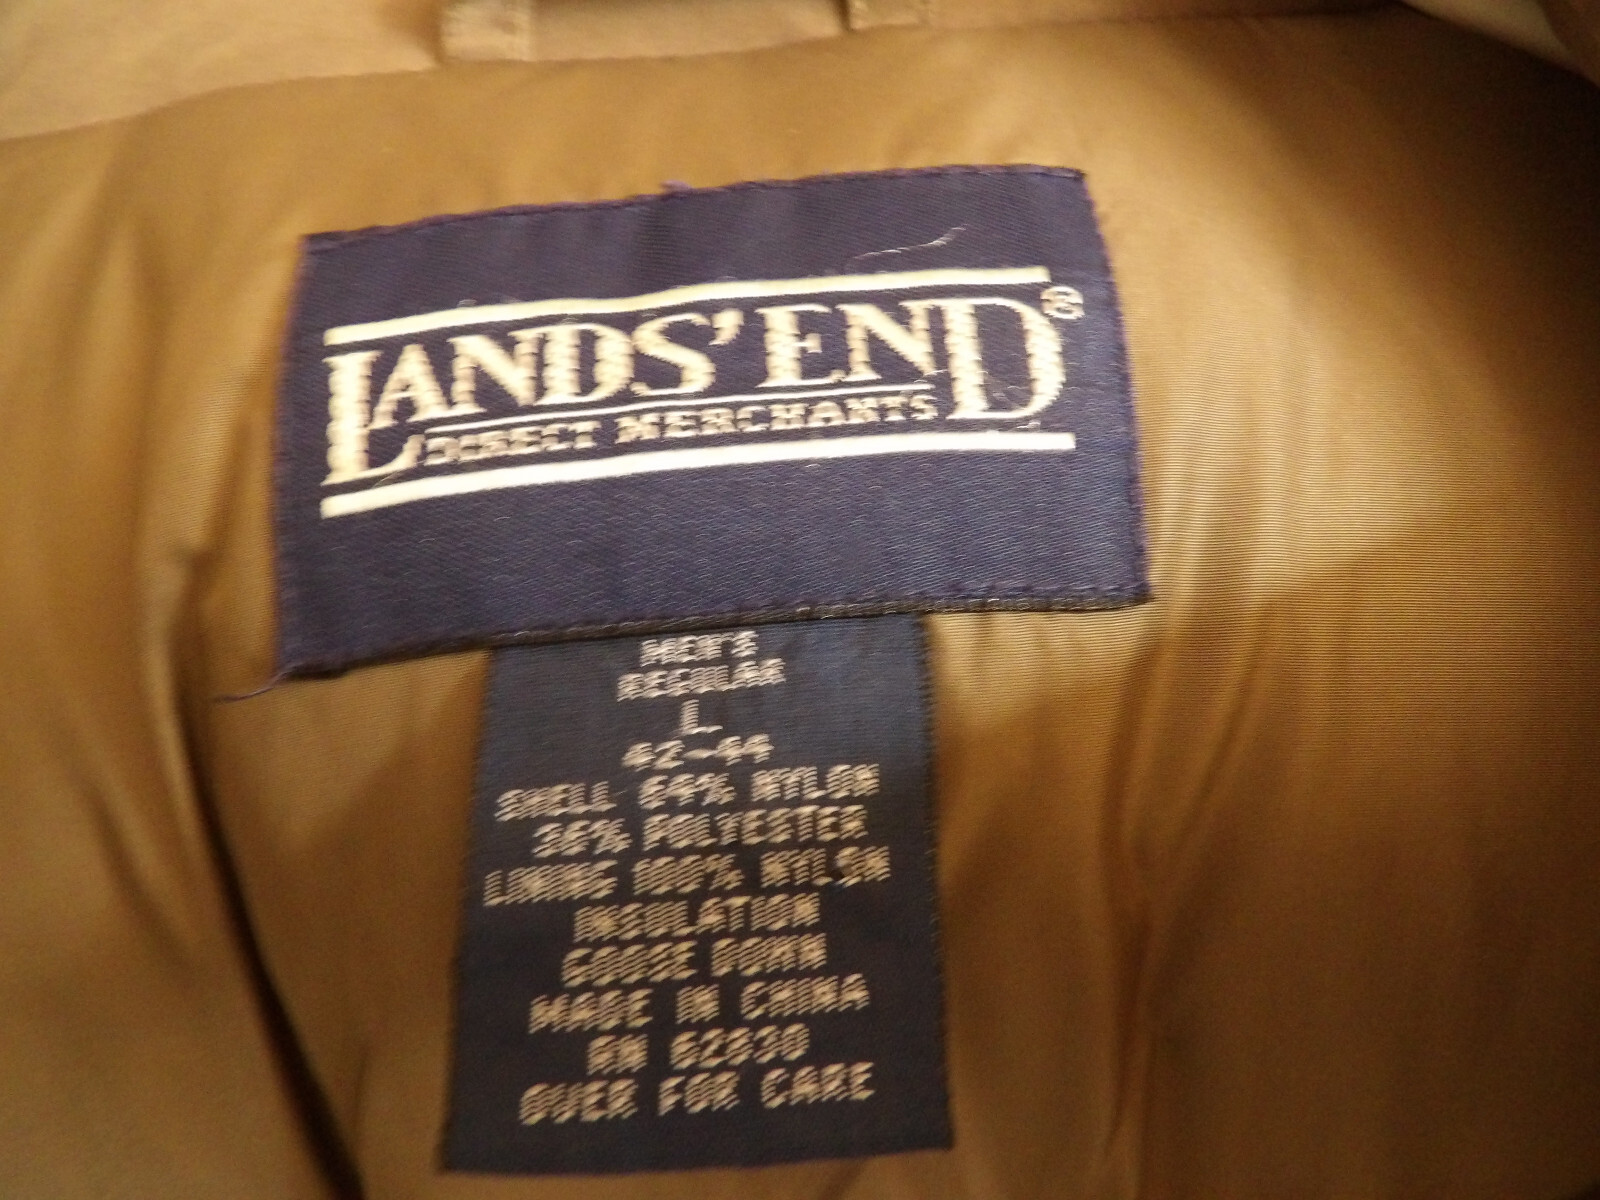 LANDS' END®
DIRECT MERCHANTS
MEN'S
REGULAR
L
42-44
SHELL 64% NYLON
36% POLYESTER
LINING 100% NYLON
INSULATION
GOOSE DOWN
MADE IN CHINA
RN
OVER FOR CARE